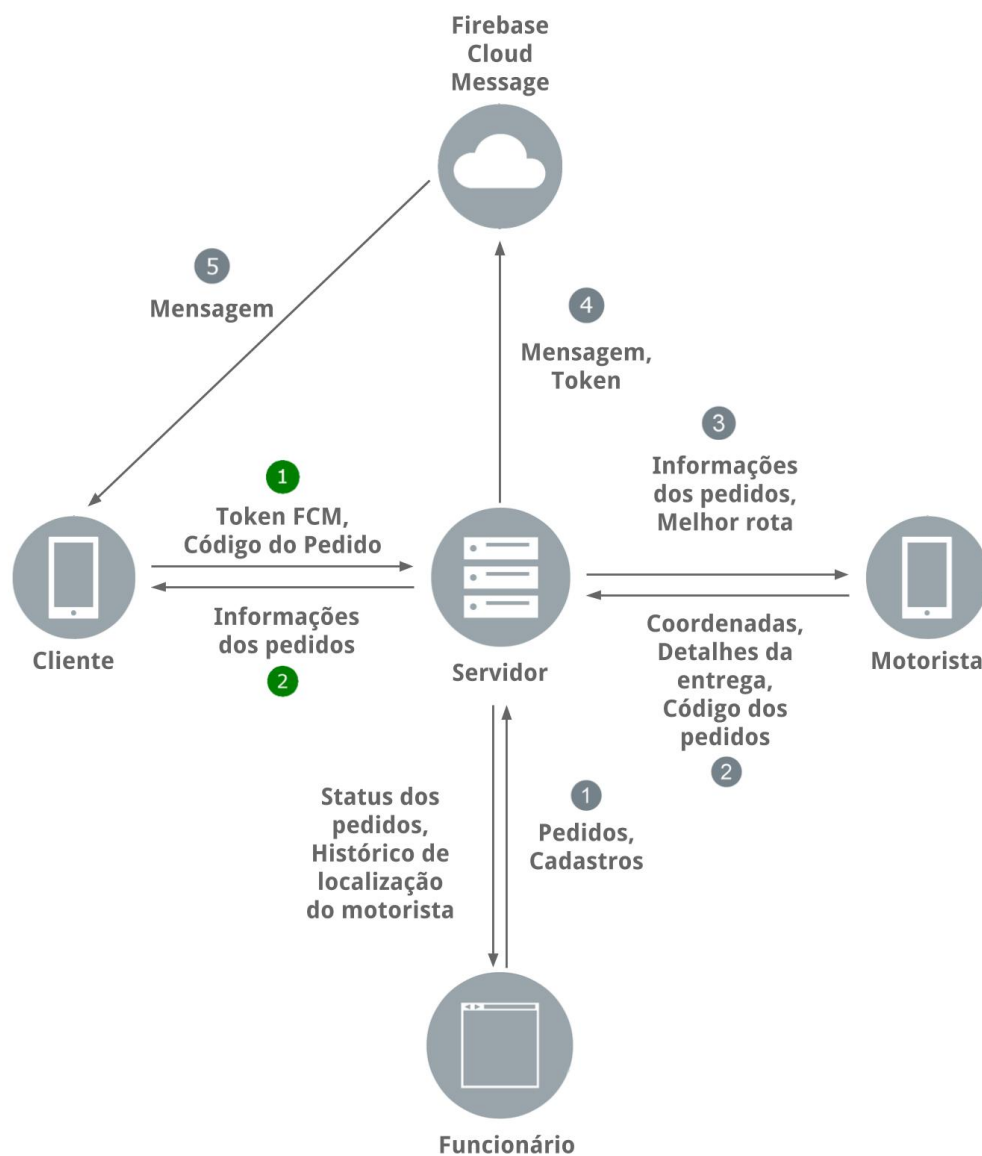 Firebase
Cloud
Message
5
Mensagem
4
Mensagem,
Token
3
Informações
dos pedidos,
Melhor rota
1
Token FCM,
Código do Pedido
Informações
dos pedidos
2
Cliente
Servidor
Motorista
Coordenadas,
Detalhes da
entrega,
Código dos
pedidos
2
Status dos
pedidos,
Histórico de
localização
do motorista
1
Pedidos,
Cadastros
Funcionário